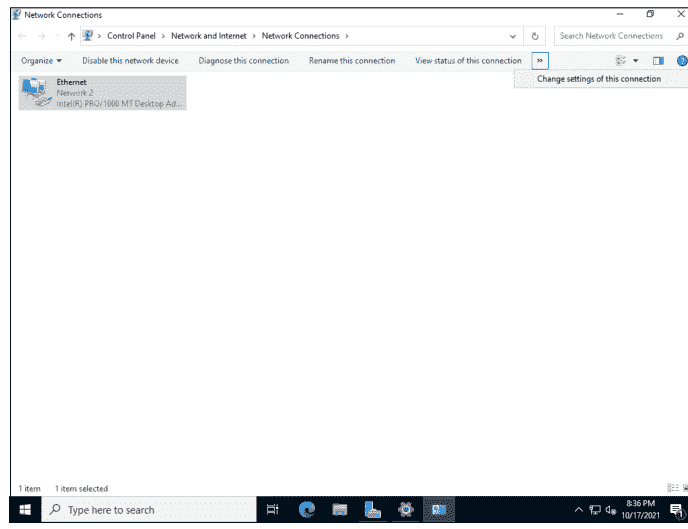 Network Connections
Control Panel > Network and Internet > Network Connections >
Search Network Connections
Organize Disable this network device Diagnose this connection Rename this connection View status of this connection »
Change settings of this connection
Ethernet
Network 2
Intel(R) PRO/1000 MT Desktop Ad...
1 item 1 item selected
Type here to search
8:36 PM
10/17/2021